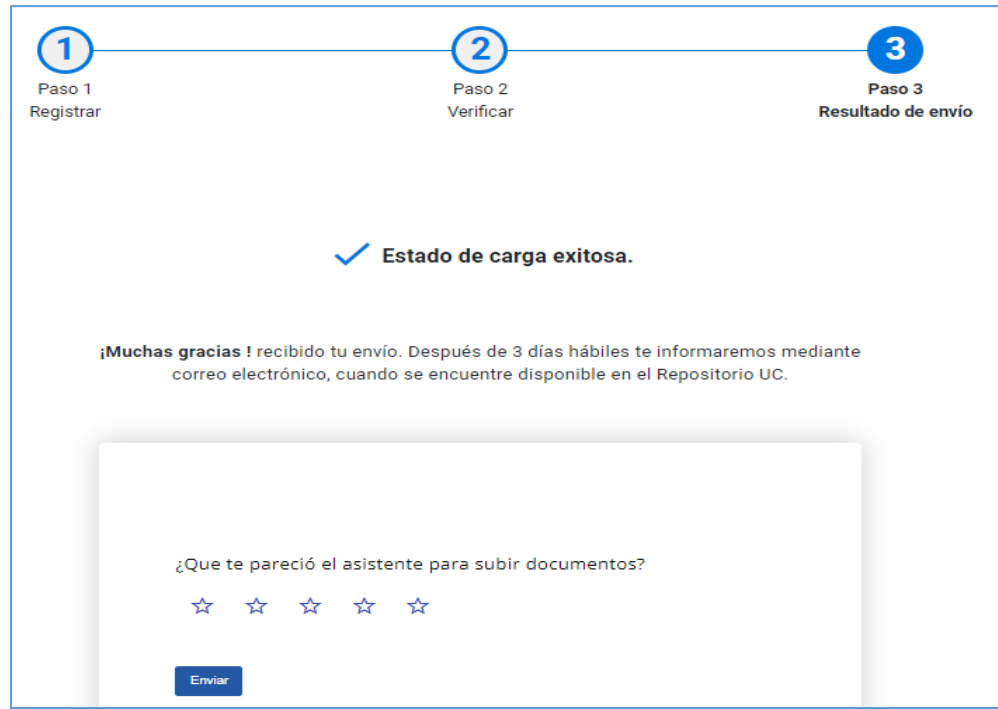 1
2
3
Paso 1
Paso 2
Paso 3
Registrar
Verificar
Resultado de envío
Estado de carga exitosa.
¡Muchas gracias ! recibido tu envío. Después de 3 días hábiles te informaremos mediante
correo electrónico, cuando se encuentre disponible en el Repositorio UC.
¿Que te pareció el asistente para subir documentos?
Enviar